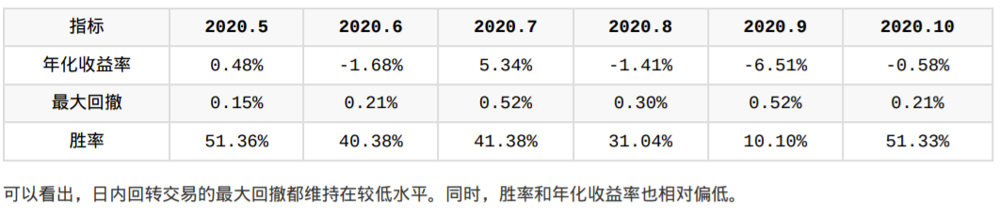 指标 2020.5 2020.6 2020.7 2020.8 2020.9 2020.10
年化收益率 0.48% -1.68% 5.34% -1.41% -6.51% -0.58%
最大回撤 0.15% 0.21% 0.52% 0.30% 0.52% 0.21%
胜率 51.36% 40.38% 41.38% 31.04% 10.10% 51.33%
可以看出，日内回转交易的最大回撤都维持在较低水平。同时，胜率和年化收益率也相对偏低。